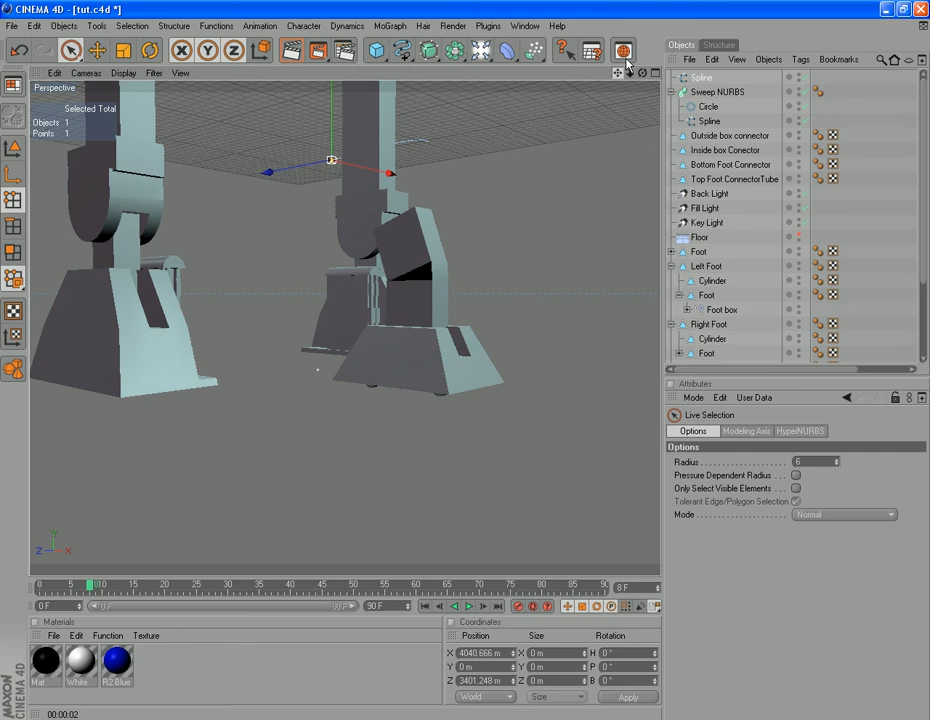 CINEMA 4D - [tut.c4d *]
File Edit Objects Tools Selection Structure Functions Animation Character Dynamics MoGraph Hair Render Plugins Window Help
X Y Z
Edit Cameras Display Filter View
Perspective
Selected Total
Objects 1
Points 1
Y
Z X
Objects Structure
File Edit View Objects Tags Bookmarks
Spline
Sweep NURBS
Circle
Spline
Outside box connector
Inside box Conector
Bottom Foot Connector
Top Foot ConnectorTube
Back Light
Fill Light
Key Light
Floor
Foot
Left Foot
Cylinder
Foot
Foot box
Right Foot
Cylinder
Foot
Attributes
Mode Edit User Data
Live Selection
Options Modeling Axis HyperNURBS
Options
Radius 6
Pressure Dependent Radius
Only Select Visible Elements
Tolerant Edge/Polygon Selection
Mode Normal
0 5 10 15 20 25 30 35 40 45 50 55 60 65 70 75 80 85 90
8 F
0 F 0 F 90 F 90 F
Materials
File Edit Function Texture
Mat White R2 Blue
Coordinates
Position Size Rotation
X 4040.666 m X 0 m H 0 °
Y 0 m Y 0 m P 0 °
Z 3401.248 m Z 0 m B 0 °
World Size Apply
MAXON
CINEMA 4D
00:00:02